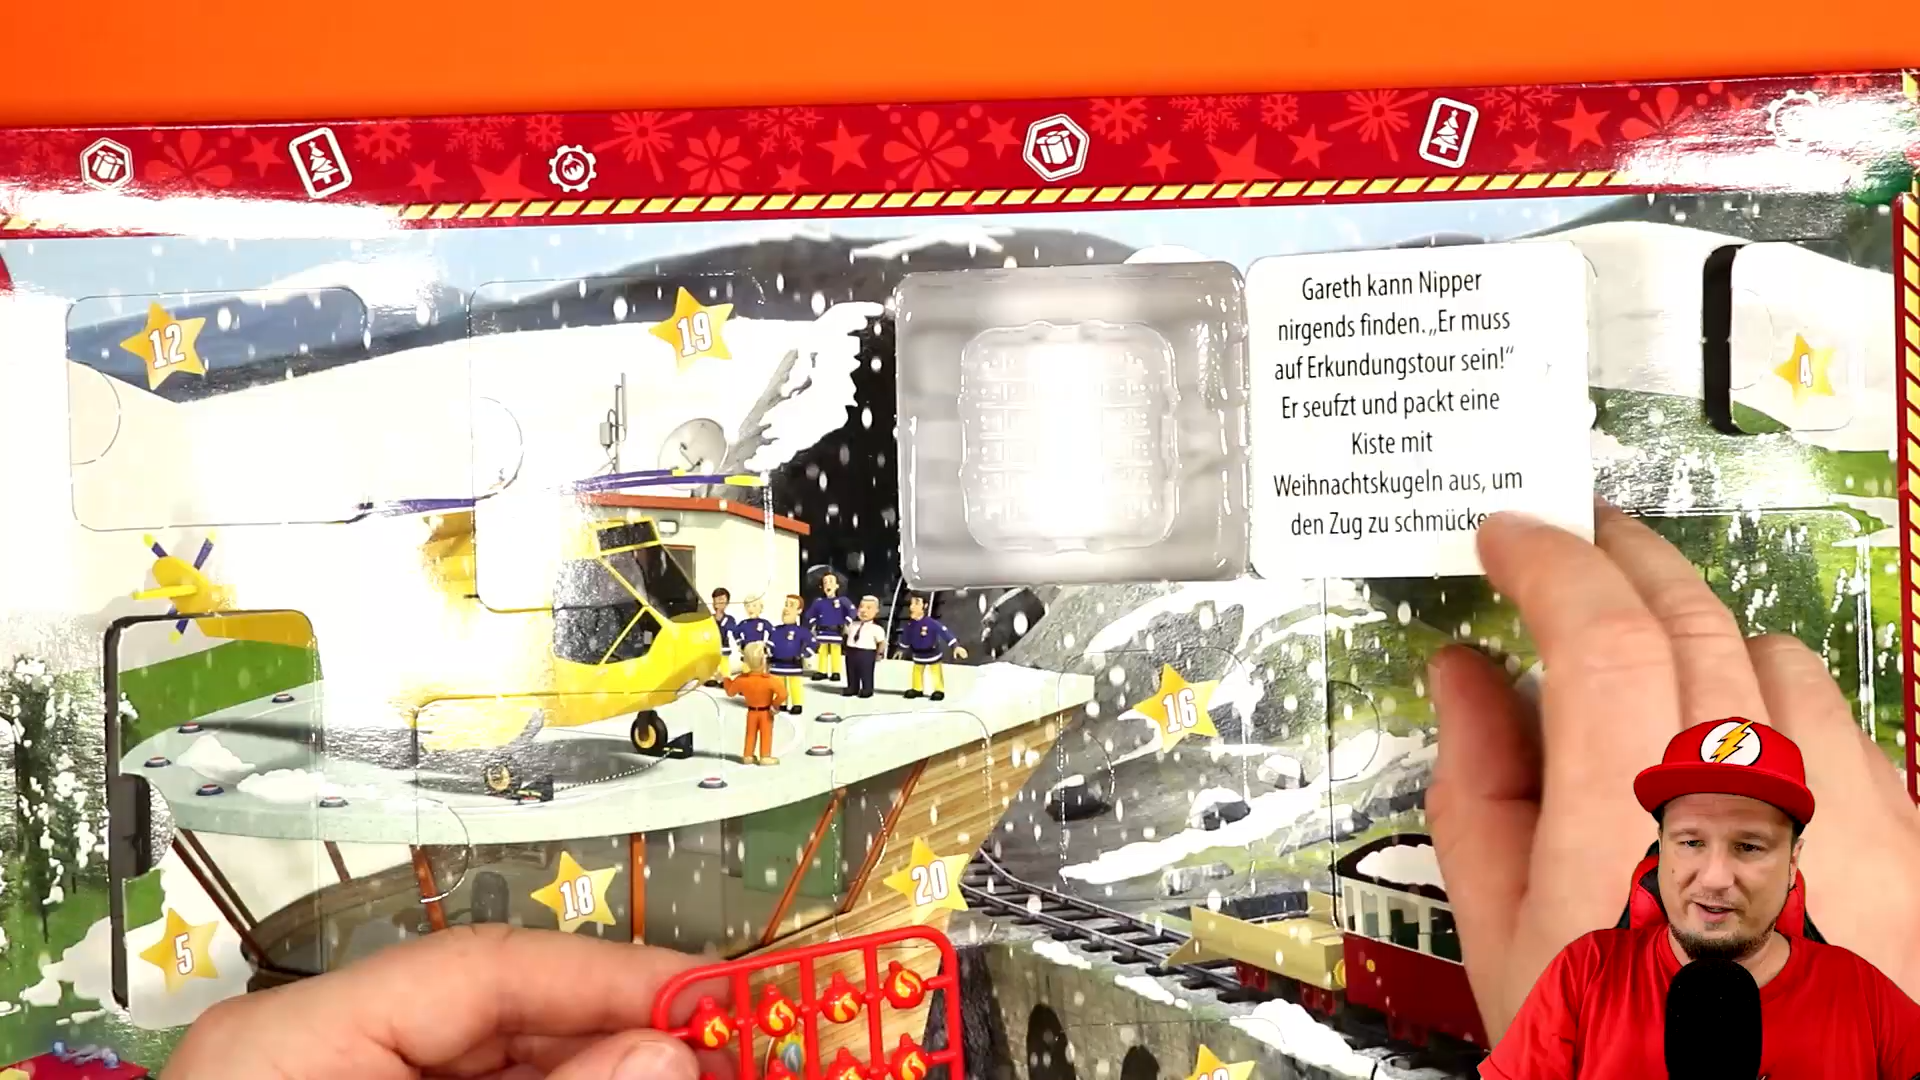 12
19
Gareth kann Nipper
nirgends finden. „Er muss
auf Erkundungstour sein!“
Er seufzt und packt eine
Kiste mit
Weihnachtskugeln aus, um
den Zug zu schmücke
4
16
18
20
5